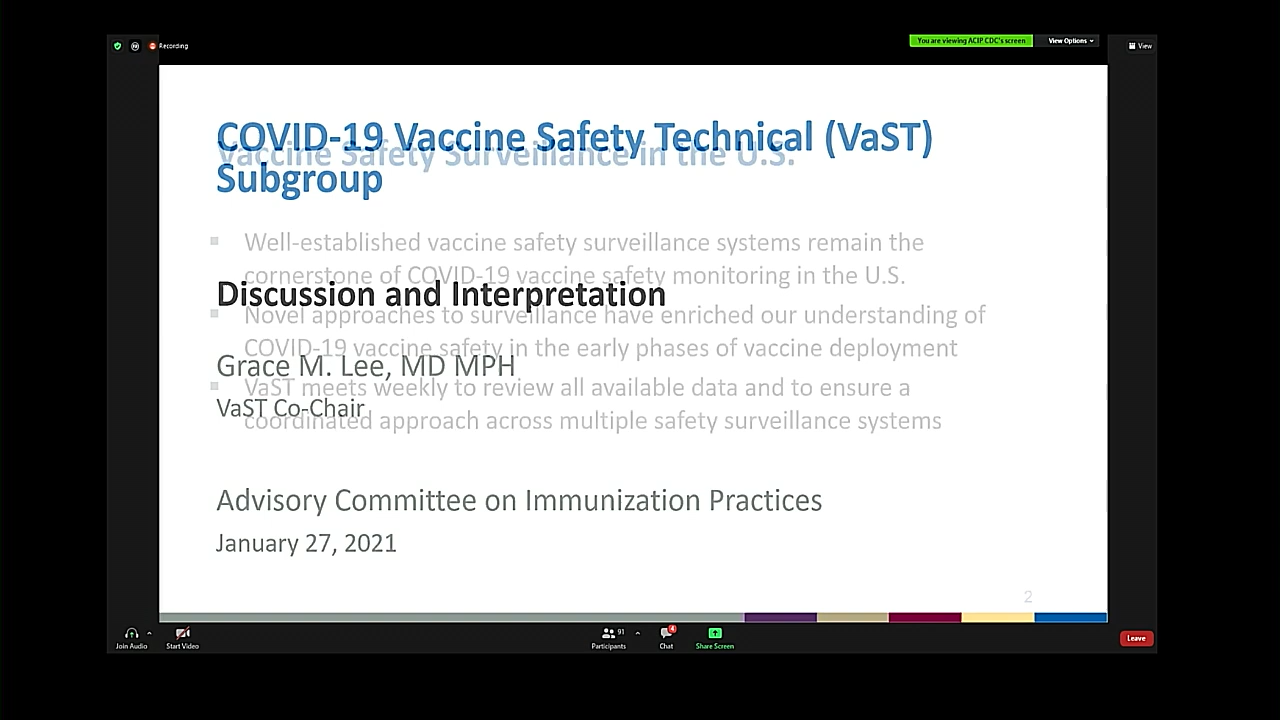 Recording
You are viewing ACIP CDC's screen
View Options
View
COVID-19 Vaccine Safety Technical (VaST)
Subgroup
Vaccine Safety Surveillance in the U.S.
Well-established vaccine safety surveillance systems remain the
cornerstone of COVID-19 vaccine safety monitoring in the U.S.
Discussion and Interpretation
Novel approaches to surveillance have enriched our understanding of
COVID-19 vaccine safety in the early phases of vaccine deployment
Grace M. Lee, MD MPH
VaST meets weekly to review all available data and to ensure a
coordinated approach across multiple safety surveillance systems
VaST Co-Chair
Advisory Committee on Immunization Practices
January 27, 2021
2
Join Audio
Start Video
91
Participants
4
Chat
Share Screen
Leave